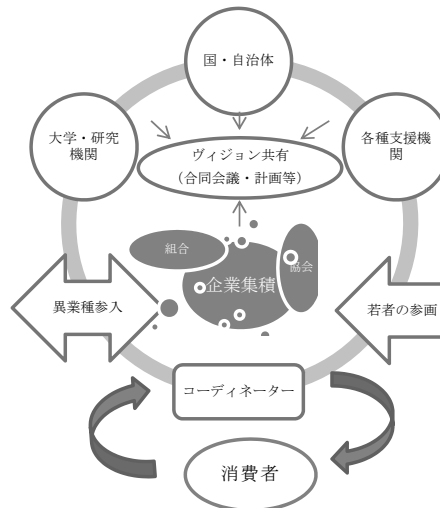 国・自治体
大学・研究
機関
各種支援機
関
ヴィジョン共有
（合同会議・計画等）
組合
協会
企業集積
異業種参入
若者の参画
コーディネーター
消費者